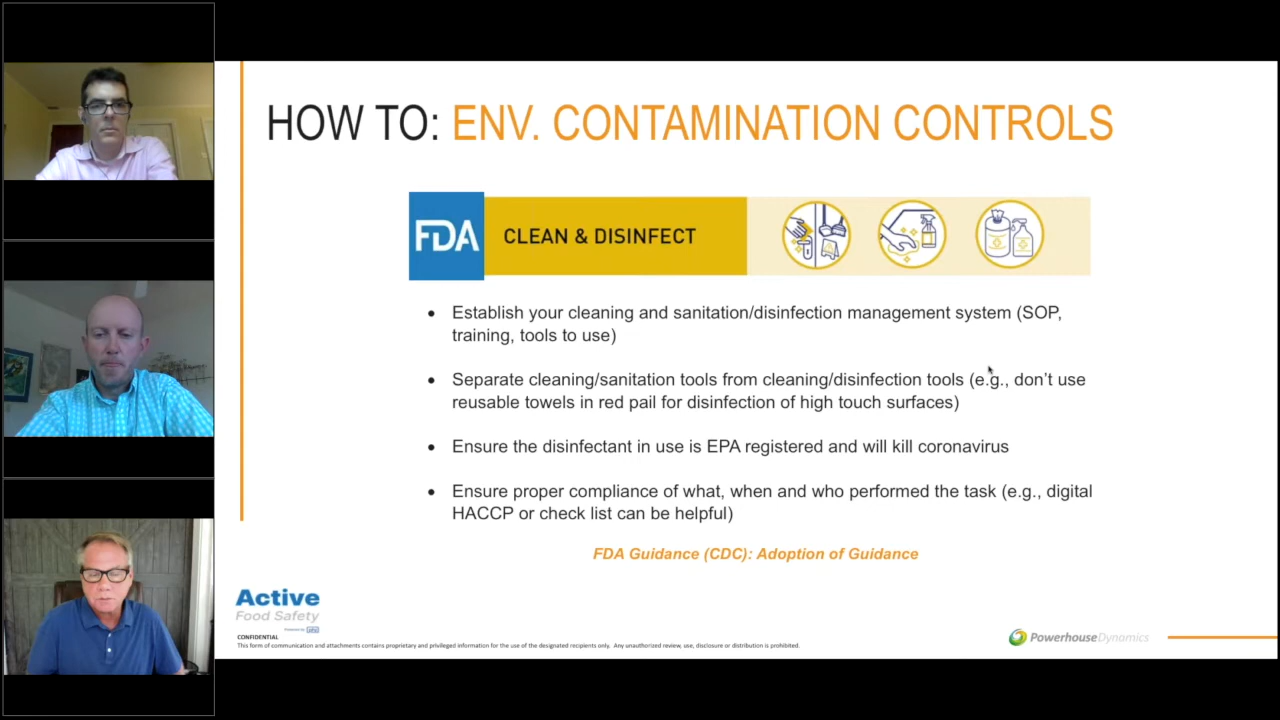 HOW TO: ENV. CONTAMINATION CONTROLS
FDA
CLEAN & DISINFECT
• Establish your cleaning and sanitation/disinfection management system (SOP,
training, tools to use)
• Separate cleaning/sanitation tools from cleaning/disinfection tools (e.g., don't use
reusable towels in red pail for disinfection of high touch surfaces)
• Ensure the disinfectant in use is EPA registered and will kill coronavirus
• Ensure proper compliance of what, when and who performed the task (e.g., digital
HACCP or check list can be helpful)
FDA Guidance (CDC): Adoption of Guidance
Active
Food Safety
CONFIDENTIAL
This form of communication and attachments contains proprietary and privileged information for the use of the designated recipients only. Any unauthorized review, use, disclosure or distribution is prohibited.
PowerhouseDynamics